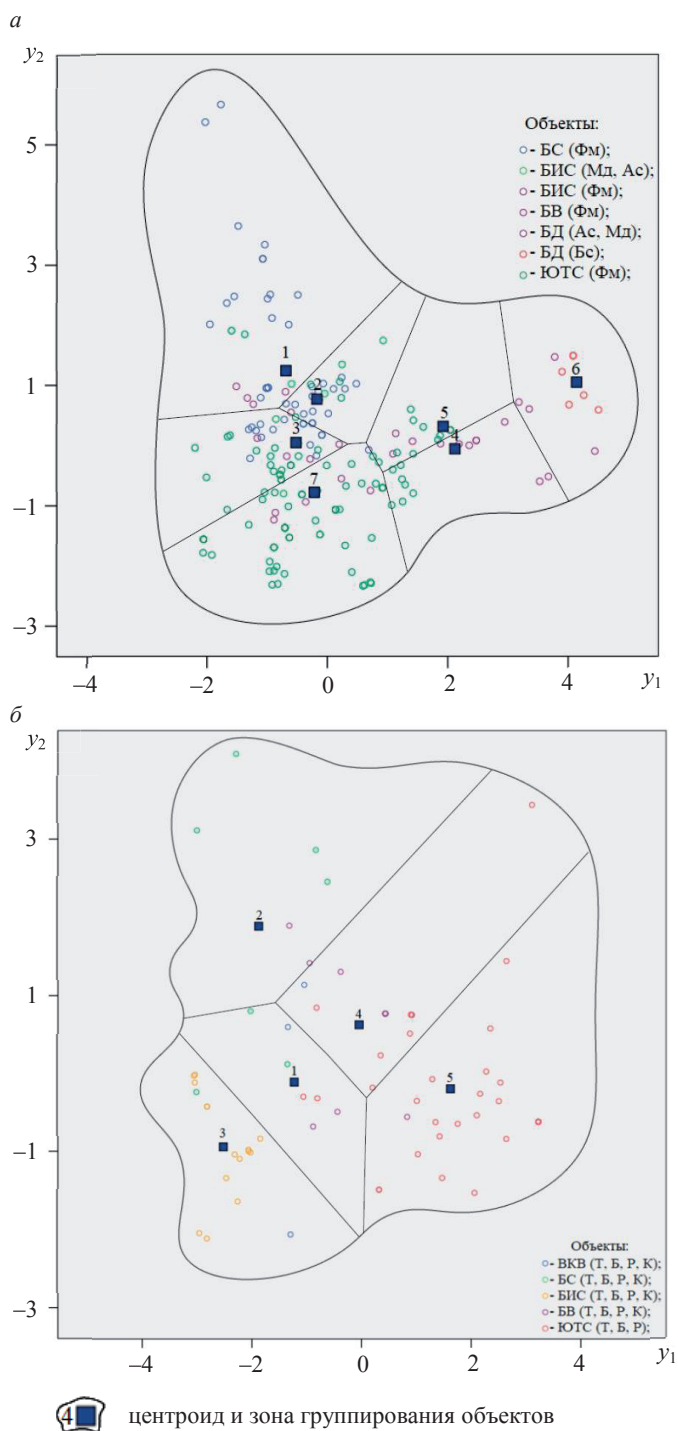 а
y₂
5
3
1
–1
–3
Объекты:
- БС (Фм);
- БИС (Мд, Ас);
- БИС (Фм);
- БВ (Фм);
- БД (Ас, Мд);
- БД (Бс);
- ЮТС (Фм);
1
2
3
5
4
6
7
–4
–2
0
2
4
y₁
б
y₂
3
1
–1
–3
2
4
1
5
3
Объекты:
- ВКВ (Т, Б, Р, К);
- БС (Т, Б, Р, К);
- БИС (Т, Б, Р, К);
- БВ (Т, Б, Р, К);
- ЮТС (Т, Б, Р);
–4
–2
0
2
4
y₁
4 центроид и зона группирования объектов